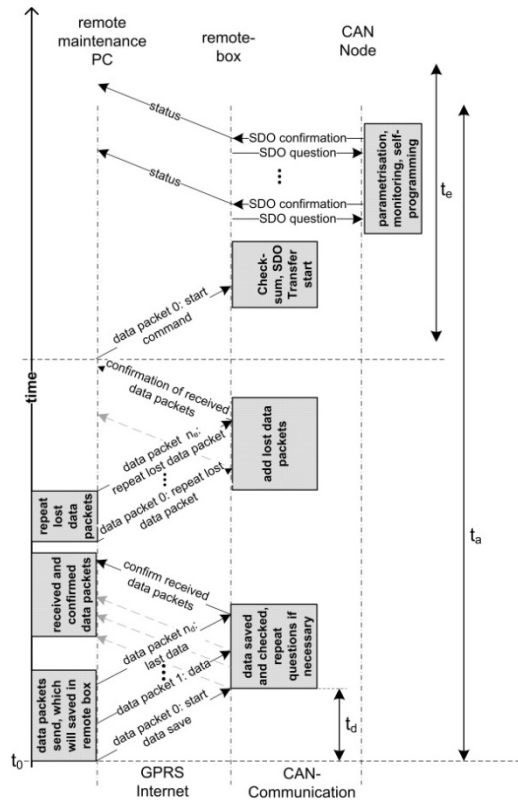 remote
maintenance
PC
remote-
box
CAN
Node
status
SDO confirmation
SDO question
status
SDO confirmation
SDO question
parametrisation,
monitoring, self-
programming
te
Check-
sum, SDO
Transfer
start
data packet 0: start
command
time
confirmation of received
data packets
add lost data
packets
data packet ne:
repeat lost data packet
data packet 0: repeat lost
data packet
repeat
lost
data
packets
ta
received and
confirmed
data packets
confirm received
data packets
data saved
and checked,
repeat
questions if
necessary
data packet nd:
last data
data packet 1: data
data packet 0: start
data save
data packets
send, which
will saved in
remote box
td
t0
GPRS
Internet
CAN-
Communication